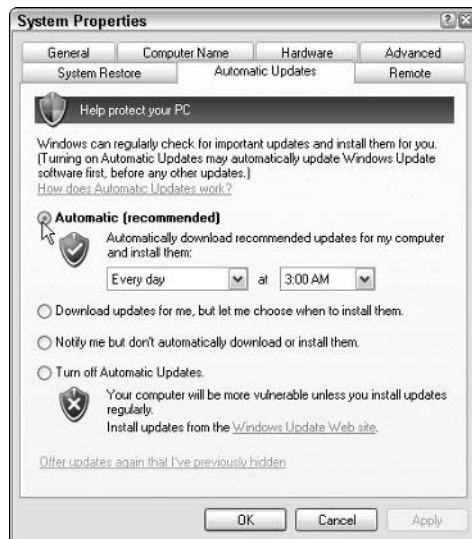 System Properties
General Computer Name Hardware Advanced
System Restore Automatic Updates Remote
Help protect your PC
Windows can regularly check for important updates and install them for you.
(Turning on Automatic Updates may automatically update Windows Update
software first, before any other updates.)
How does Automatic Updates work?
Automatic (recommended)
Automatically download recommended updates for my computer
and install them:
Every day at 3:00 AM
Download updates for me, but let me choose when to install them.
Notify me but don't automatically download or install them.
Turn off Automatic Updates.
Your computer will be more vulnerable unless you install updates
regularly.
Install updates from the Windows Update Web site.
Offer updates again that I've previously hidden
OK Cancel Apply